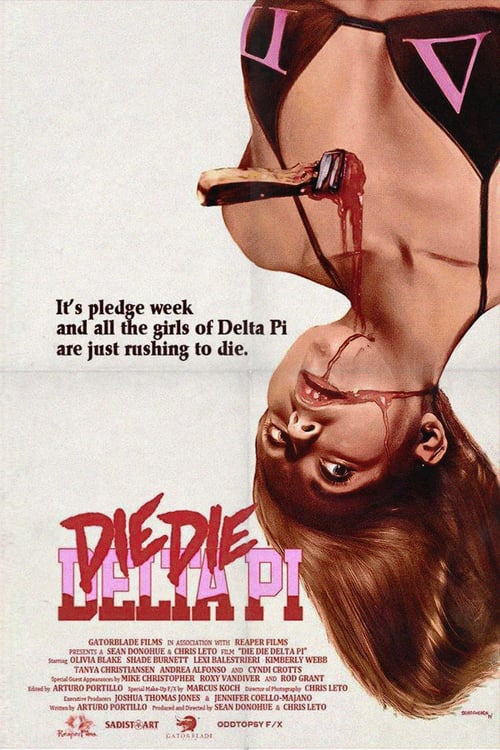 Π Δ
It's pledge week
and all the girls of Delta Pi
are just rushing to die.
DIE DIE
DELTA PI
GATORBLADE FILMS IN ASSOCIATION WITH REAPER FILMS
PRESENTS A SEAN DONOHUE & CHRIS LETO FILM "DIE DIE DELTA PI"
Starring OLIVIA BLAKE SHADE BURNETT LEXI BALESTRIERI KIMBERLY WEBB
TANYA CHRISTIANSEN ANDREA ALFONSO AND CYNDI CROTTS
Special Guest Appearances by MIKE CHRISTOPHER ROXY VANDIVER AND ROD GRANT
Edited by ARTURO PORTILLO Special Make-Up F/X by MARCUS KOCH Director of Photography CHRIS LETO
Executive Producers JOSHUA THOMAS JONES & JENNIFER COELLO-MAJANO
Written by ARTURO PORTILLO Produced and Directed by SEAN DONOHUE & CHRIS LETO
Reaper Films SADIST ART GATORBLADE ODDTOPSY F/X